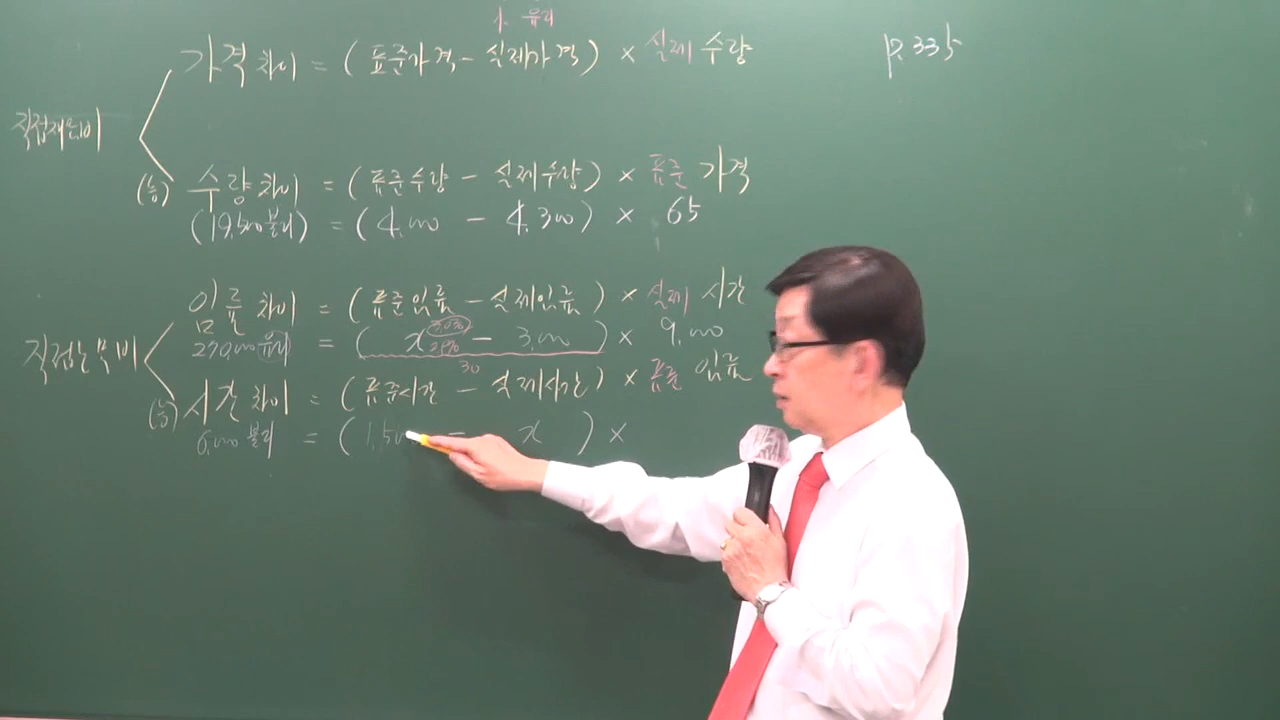 1. 유리
가격차이 = (표준가격 - 실제가격) × 실제 수량
p.335
직접재료비
(능) 수량차이 = (표준수량 - 실제수량) × 표준 가격
(19,500불리) = (4,000 - 4,300) × 65
임률차이 = (표준임률 - 실제임률) × 실제 시간
270,000유리 = ( x - 3,000 ) × 9,000
직접노무비
30
(능) 시간차이 = (표준시간 - 실제시간) × 표준 임률
6,000불리 = ( - x ) ×